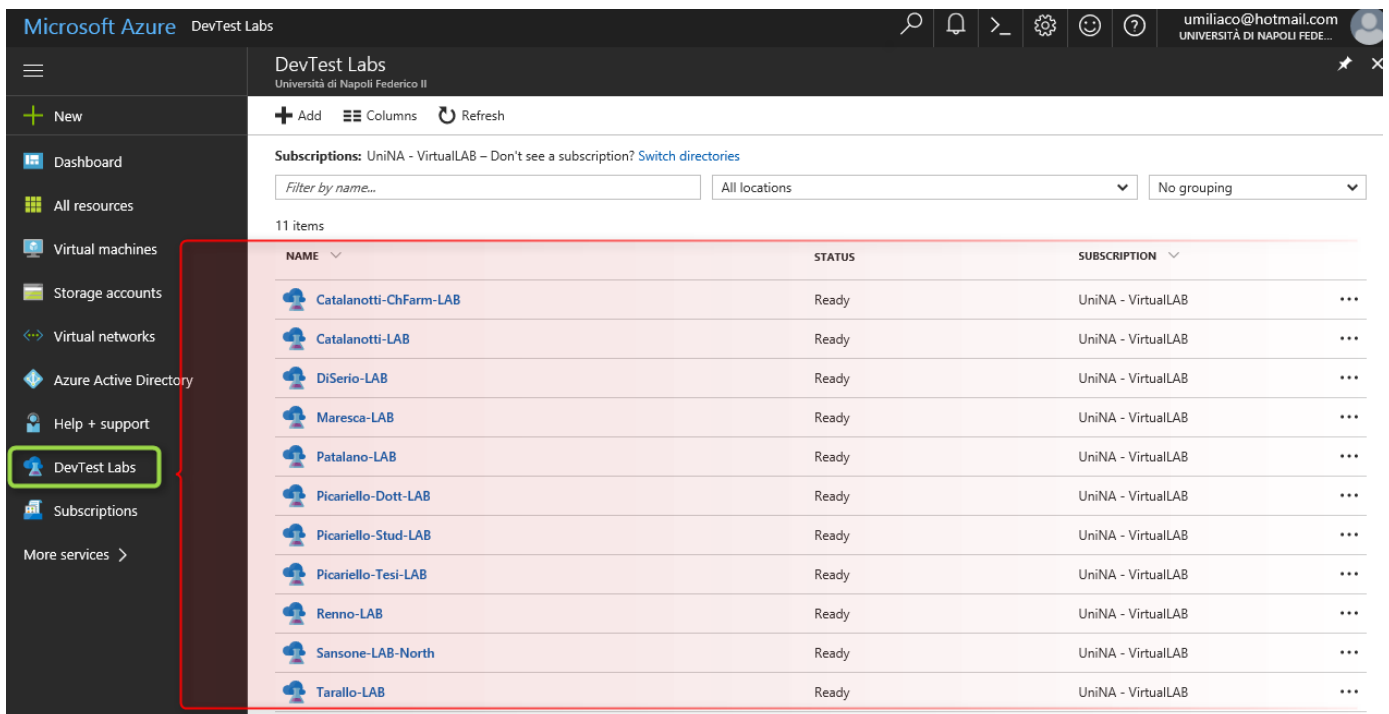 Microsoft Azure DevTest Labs
umiliaco@hotmail.com
UNIVERSITÀ DI NAPOLI FEDE...
DevTest Labs
Università di Napoli Federico II
New
Add Columns Refresh
Dashboard
All resources
Virtual machines
Storage accounts
Virtual networks
Azure Active Directory
Help + support
DevTest Labs
Subscriptions
More services
Subscriptions: UniNA - VirtualLAB – Don't see a subscription? Switch directories
Filter by name... All locations No grouping
11 items
NAME STATUS SUBSCRIPTION
Catalanotti-ChFarm-LAB Ready UniNA - VirtualLAB
Catalanotti-LAB Ready UniNA - VirtualLAB
DiSerio-LAB Ready UniNA - VirtualLAB
Maresca-LAB Ready UniNA - VirtualLAB
Patalano-LAB Ready UniNA - VirtualLAB
Picariello-Dott-LAB Ready UniNA - VirtualLAB
Picariello-Stud-LAB Ready UniNA - VirtualLAB
Picariello-Tesi-LAB Ready UniNA - VirtualLAB
Renno-LAB Ready UniNA - VirtualLAB
Sansone-LAB-North Ready UniNA - VirtualLAB
Tarallo-LAB Ready UniNA - VirtualLAB